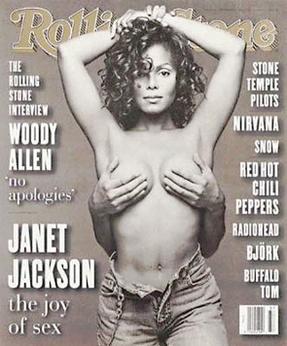 Rolling Stone
THE
ROLLING
STONE
INTERVIEW
WOODY
ALLEN
'no
apologies'
JANET
JACKSON
the joy
of sex
STONE
TEMPLE
PILOTS
NIRVANA
SNOW
RED HOT
CHILI
PEPPERS
RADIOHEAD
BJÖRK
BUFFALO
TOM